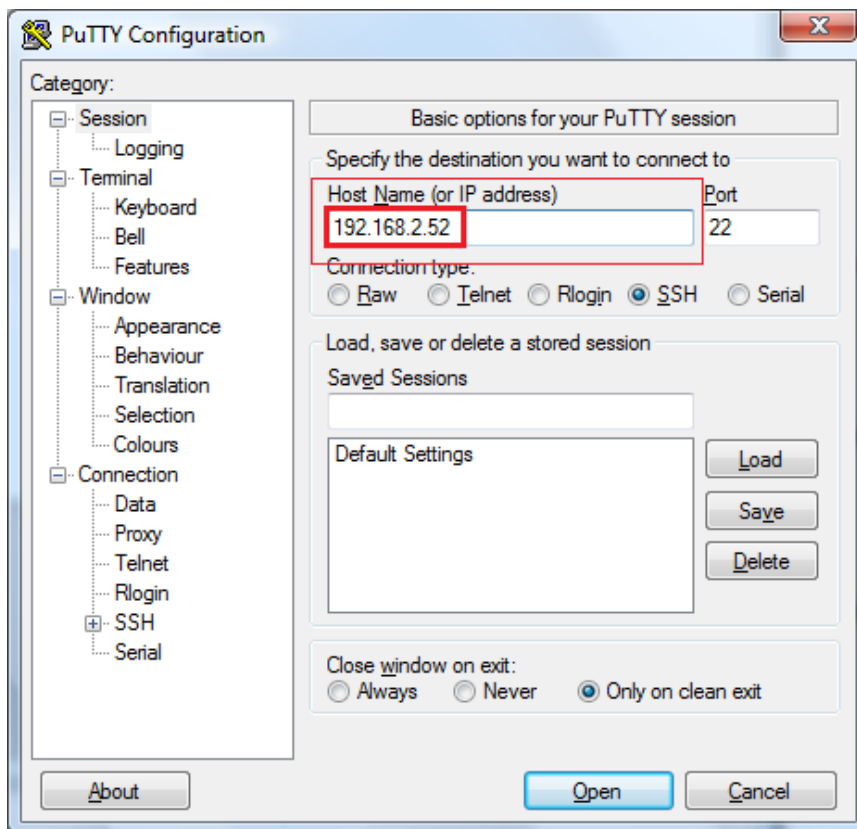 PuTTY Configuration
X
Category:
Session
Logging
Terminal
Keyboard
Bell
Features
Window
Appearance
Behaviour
Translation
Selection
Colours
Connection
Data
Proxy
Telnet
Rlogin
SSH
Serial
Basic options for your PuTTY session
Specify the destination you want to connect to
Host Name (or IP address) Port
192.168.2.52 22
Connection type:
Raw Telnet Rlogin SSH Serial
Load, save or delete a stored session
Saved Sessions
Default Settings
Load
Save
Delete
Close window on exit:
Always Never Only on clean exit
About Open Cancel